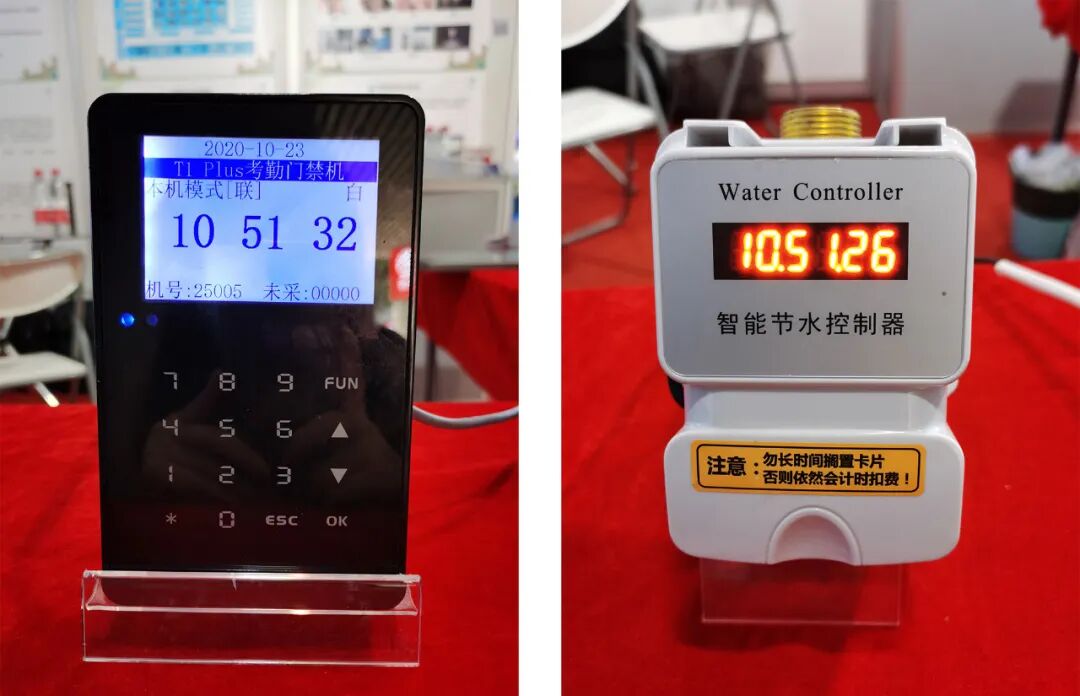 2020-10-23
T1 Plus考勤门禁机
本机模式[联] 白
10 51 32
机号:25005 未采:00000
7 8 9 FUN
4 5 6 ▲
1 2 3 ▼
* 0 ESC OK
Water Controller
10.51.26
智能节水控制器
注意：勿长时间搁置卡片
否则依然会计时扣费！